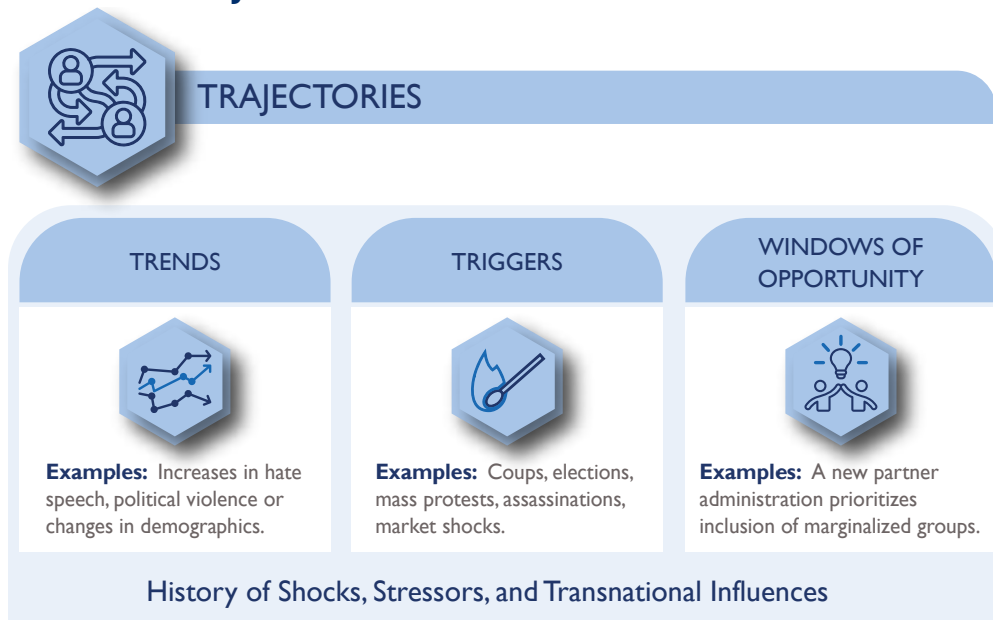 TRAJECTORIES
TRENDS
Examples: Increases in hate
speech, political violence or
changes in demographics.
TRIGGERS
Examples: Coups, elections,
mass protests, assassinations,
market shocks.
WINDOWS OF
OPPORTUNITY
Examples: A new partner
administration prioritizes
inclusion of marginalized groups.
History of Shocks, Stressors, and Transnational Influences